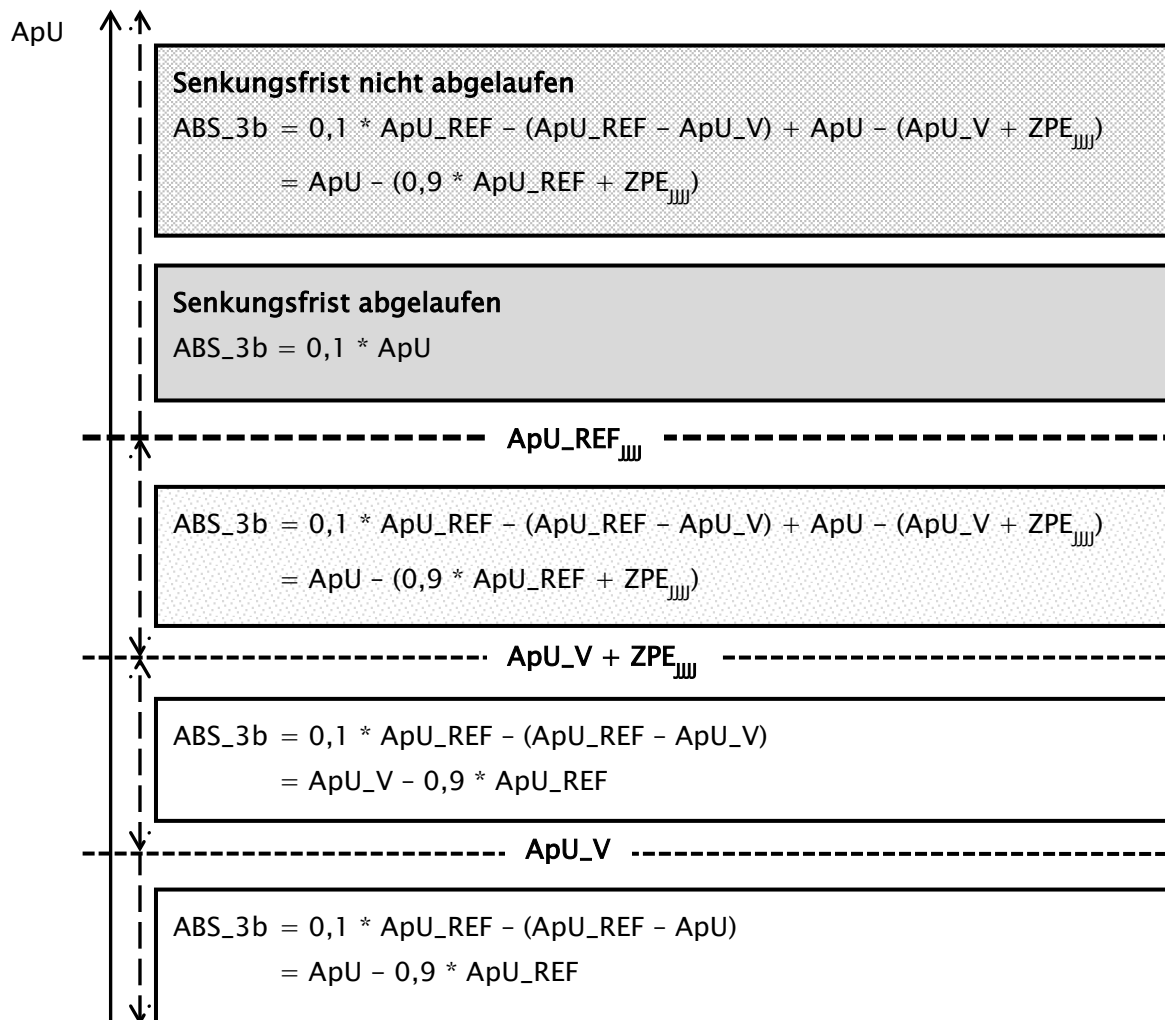 ApU
Senkungsfrist nicht abgelaufen
ABS_3b = 0,1 * ApU_REF – (ApU_REF – ApU_V) + ApU – (ApU_V + ZPE_JJJJ)
= ApU – (0,9 * ApU_REF + ZPE_JJJJ)
Senkungsfrist abgelaufen
ABS_3b = 0,1 * ApU
ApU_REF_JJJJ
ABS_3b = 0,1 * ApU_REF – (ApU_REF – ApU_V) + ApU – (ApU_V + ZPE_JJJJ)
= ApU – (0,9 * ApU_REF + ZPE_JJJJ)
ApU_V + ZPE_JJJJ
ABS_3b = 0,1 * ApU_REF – (ApU_REF – ApU_V)
= ApU_V – 0,9 * ApU_REF
ApU_V
ABS_3b = 0,1 * ApU_REF – (ApU_REF – ApU)
= ApU – 0,9 * ApU_REF